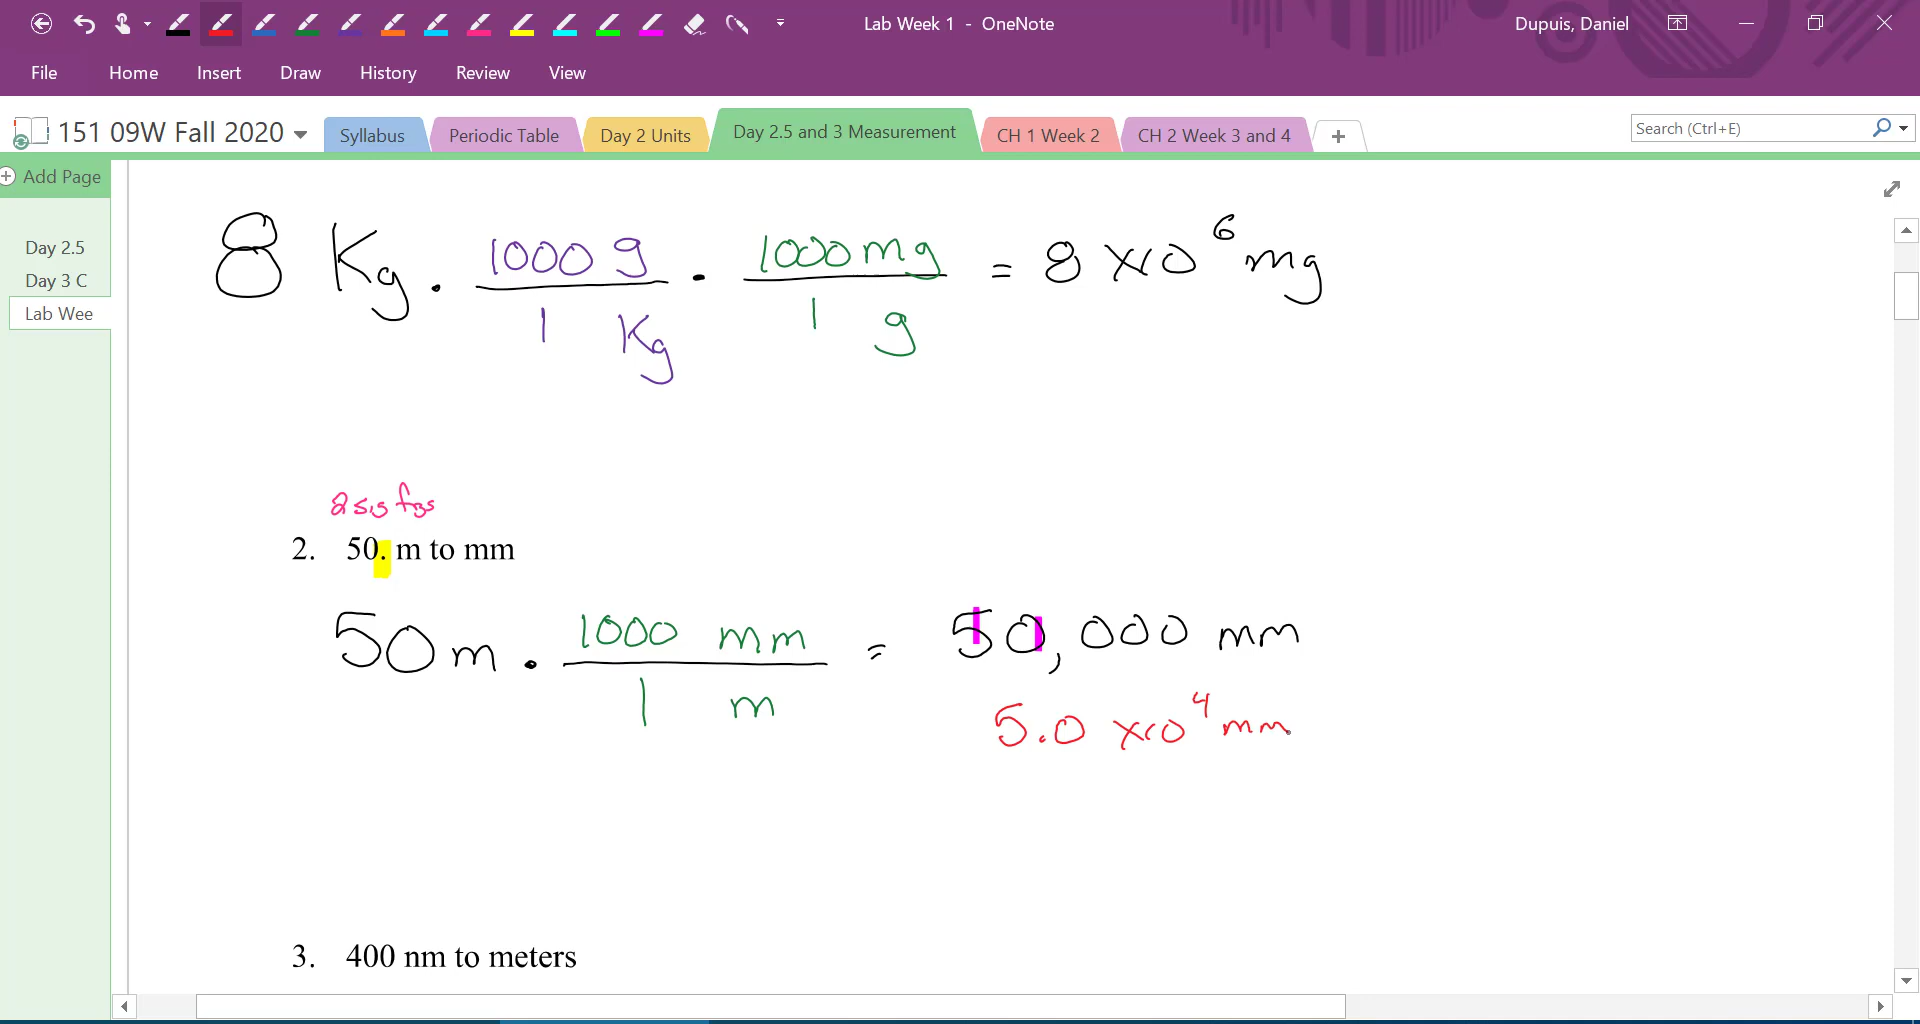 Lab Week 1 - OneNote
Dupuis, Daniel
File Home Insert Draw History Review View
151 09W Fall 2020
Syllabus
Periodic Table
Day 2 Units
Day 2.5 and 3 Measurement
CH 1 Week 2
CH 2 Week 3 and 4
+
Search (Ctrl+E)
Add Page
Day 2.5
Day 3 C
Lab Wee
8 Kg . 1000 g / 1 Kg . 1000 mg / 1 g = 8 x10^6 mg
2 sig figs
2. 50. m to mm
50 m . 1000 mm / 1 m = 50,000 mm
5.0 x10^4 mm
3. 400 nm to meters